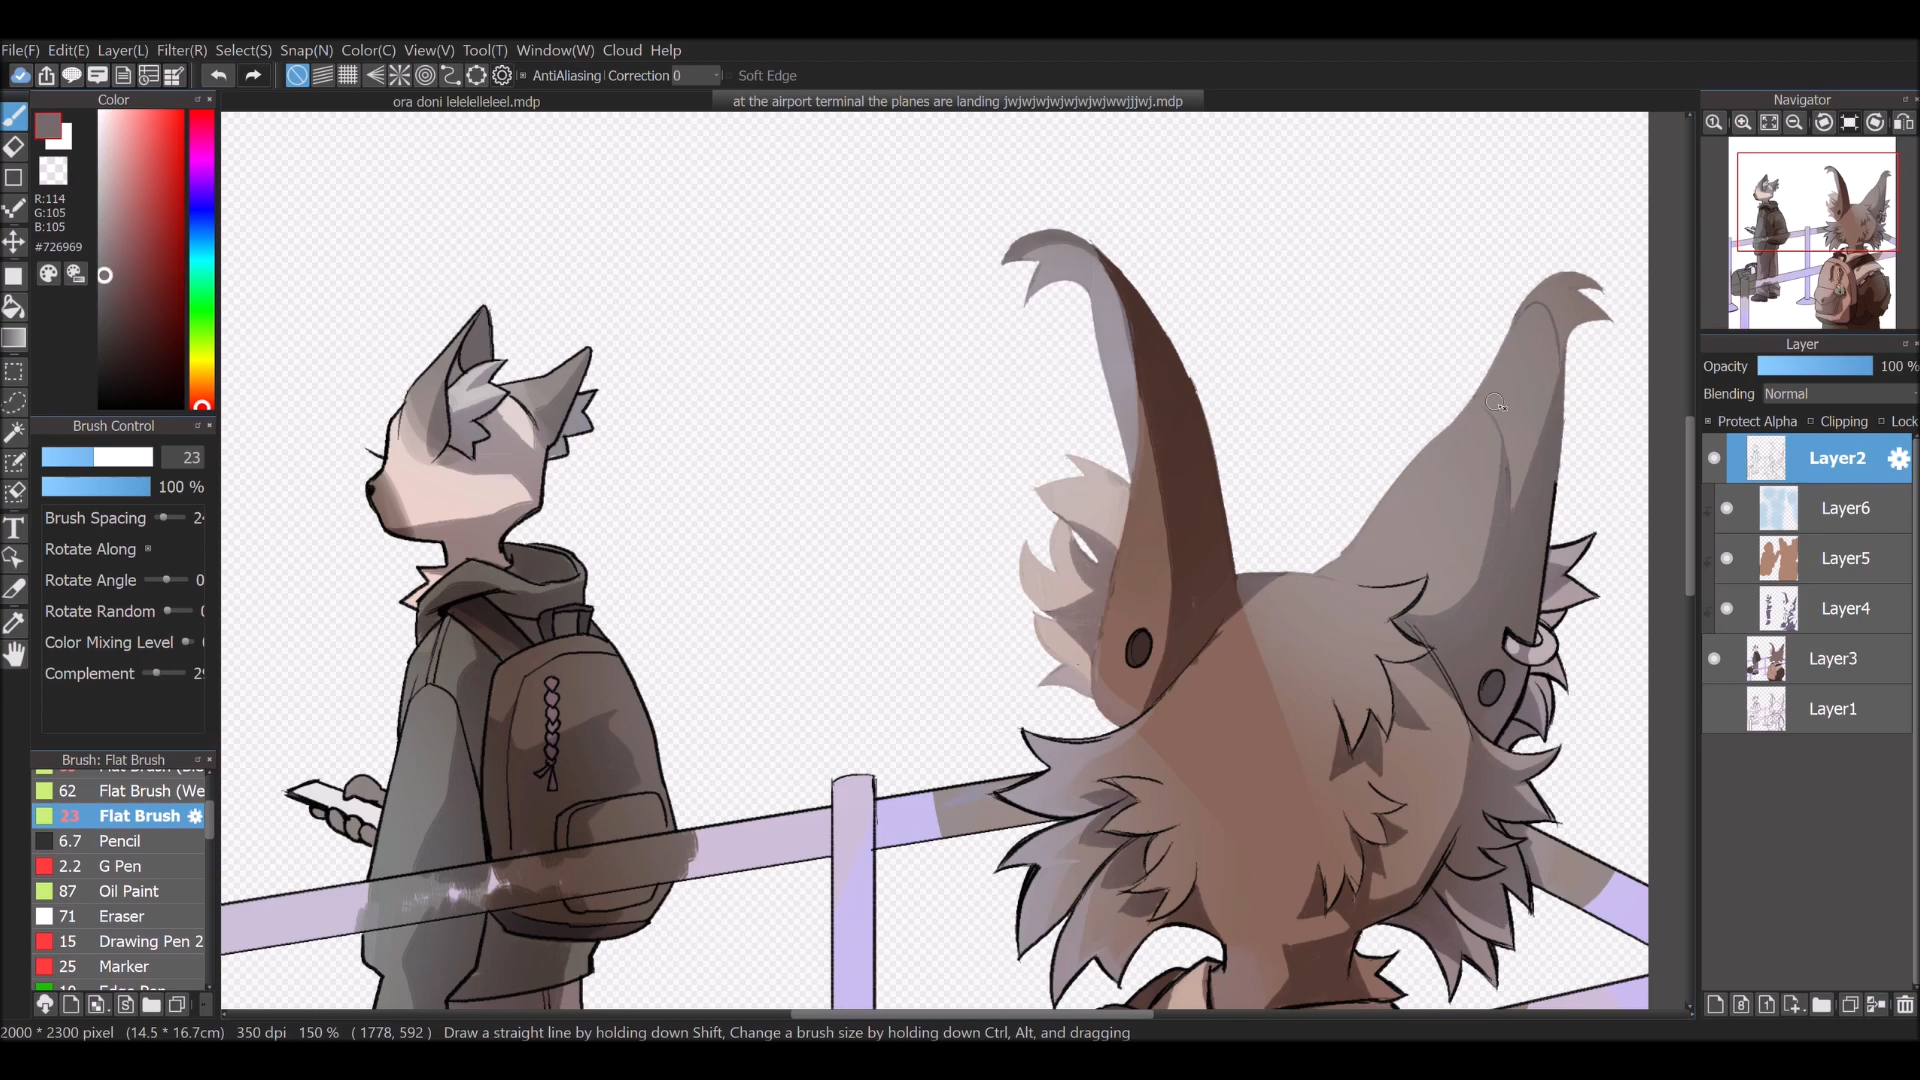 File(F) Edit(E) Layer(L) Filter(R) Select(S) Snap(N) Color(C) View(V) Tool(T) Window(W) Cloud Help
AntiAliasing Correction 0 Soft Edge
Color
ora doni lelelelleleel.mdp
at the airport terminal the planes are landing jwjwjwjwjwjwjwjwwjjjwj.mdp
Navigator
R:114
G:105
B:105
#726969
Brush Control
23
100 %
Brush Spacing
Rotate Along
Rotate Angle 0
Rotate Random
Color Mixing Level
Complement
Brush: Flat Brush
62 Flat Brush (We
23 Flat Brush
6.7 Pencil
2.2 G Pen
87 Oil Paint
71 Eraser
15 Drawing Pen 2
25 Marker
Layer
Opacity 100 %
Blending Normal
Protect Alpha Clipping Lock
Layer2
Layer6
Layer5
Layer4
Layer3
Layer1
2000 * 2300 pixel (14.5 * 16.7cm) 350 dpi 150 % ( 1778, 592 ) Draw a straight line by holding down Shift, Change a brush size by holding down Ctrl, Alt, and dragging